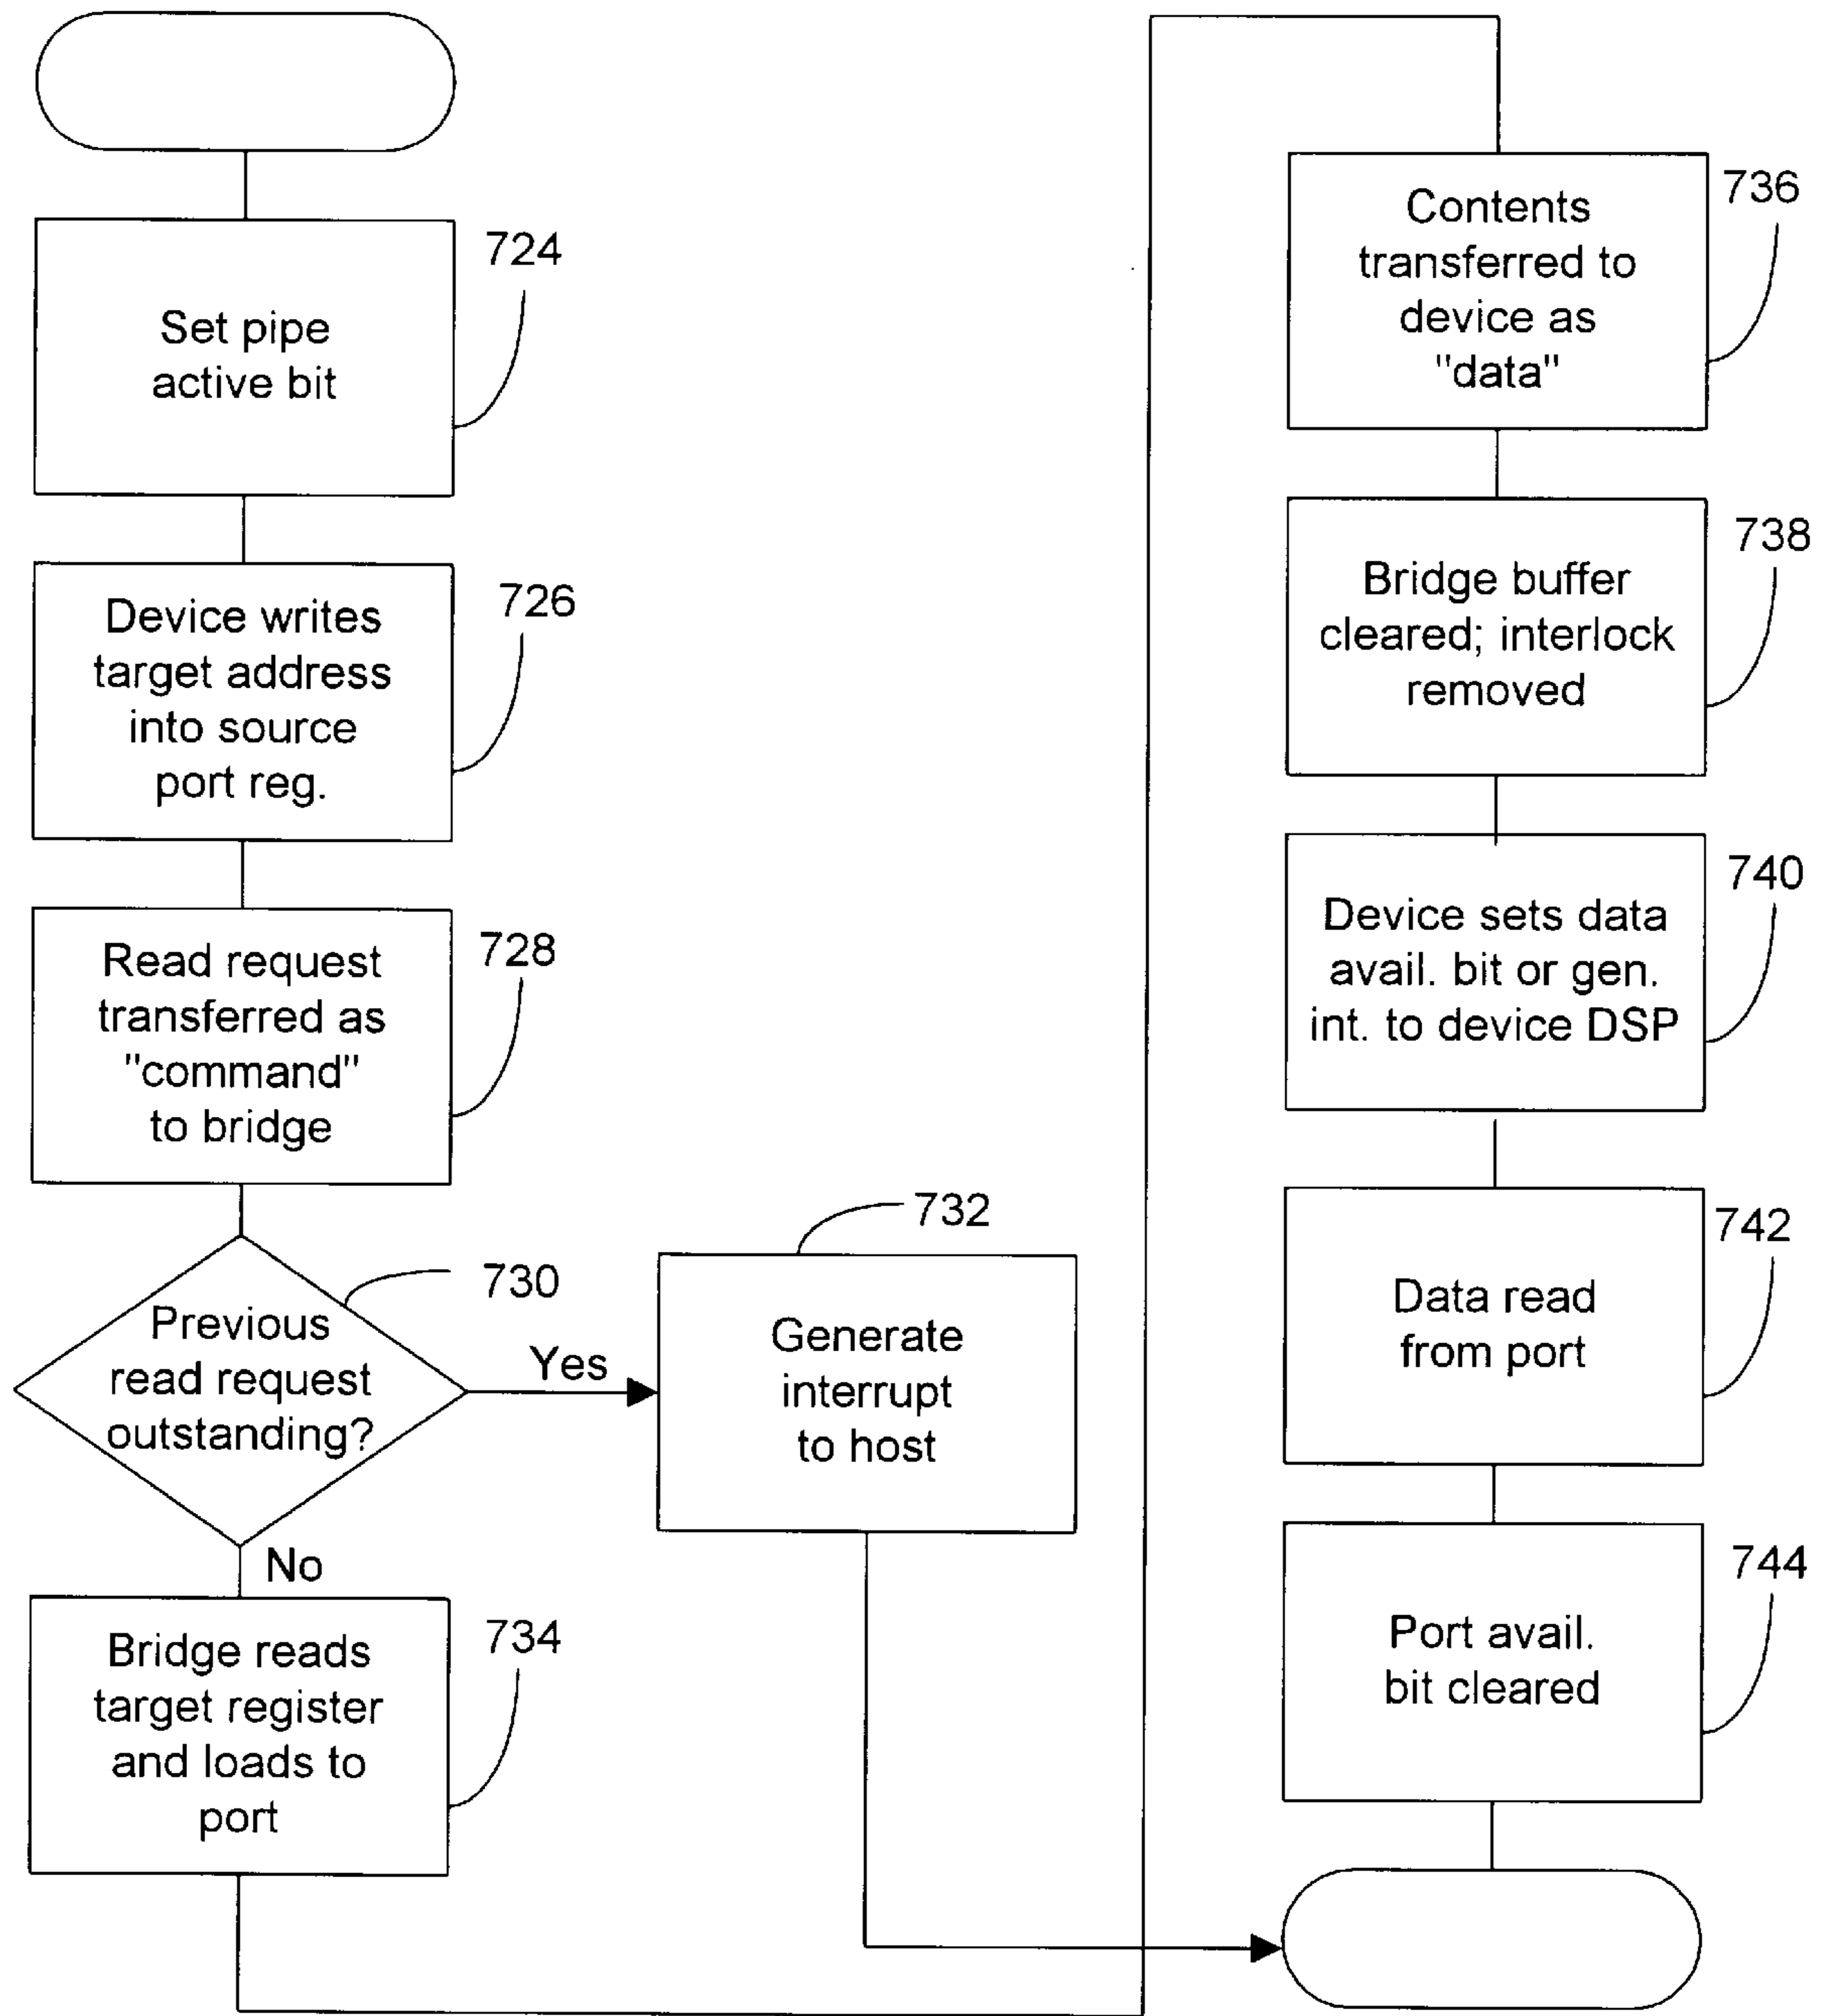 724
Set pipe
active bit
726
Device writes
target address
into source
port reg.
728
Read request
transferred as
"command"
to bridge
730
Previous
read request
outstanding?
Yes
732
Generate
interrupt
to host
No
734
Bridge reads
target register
and loads to
port
736
Contents
transferred to
device as
"data"
738
Bridge buffer
cleared; interlock
removed
740
Device sets data
avail. bit or gen.
int. to device DSP
742
Data read
from port
744
Port avail.
bit cleared